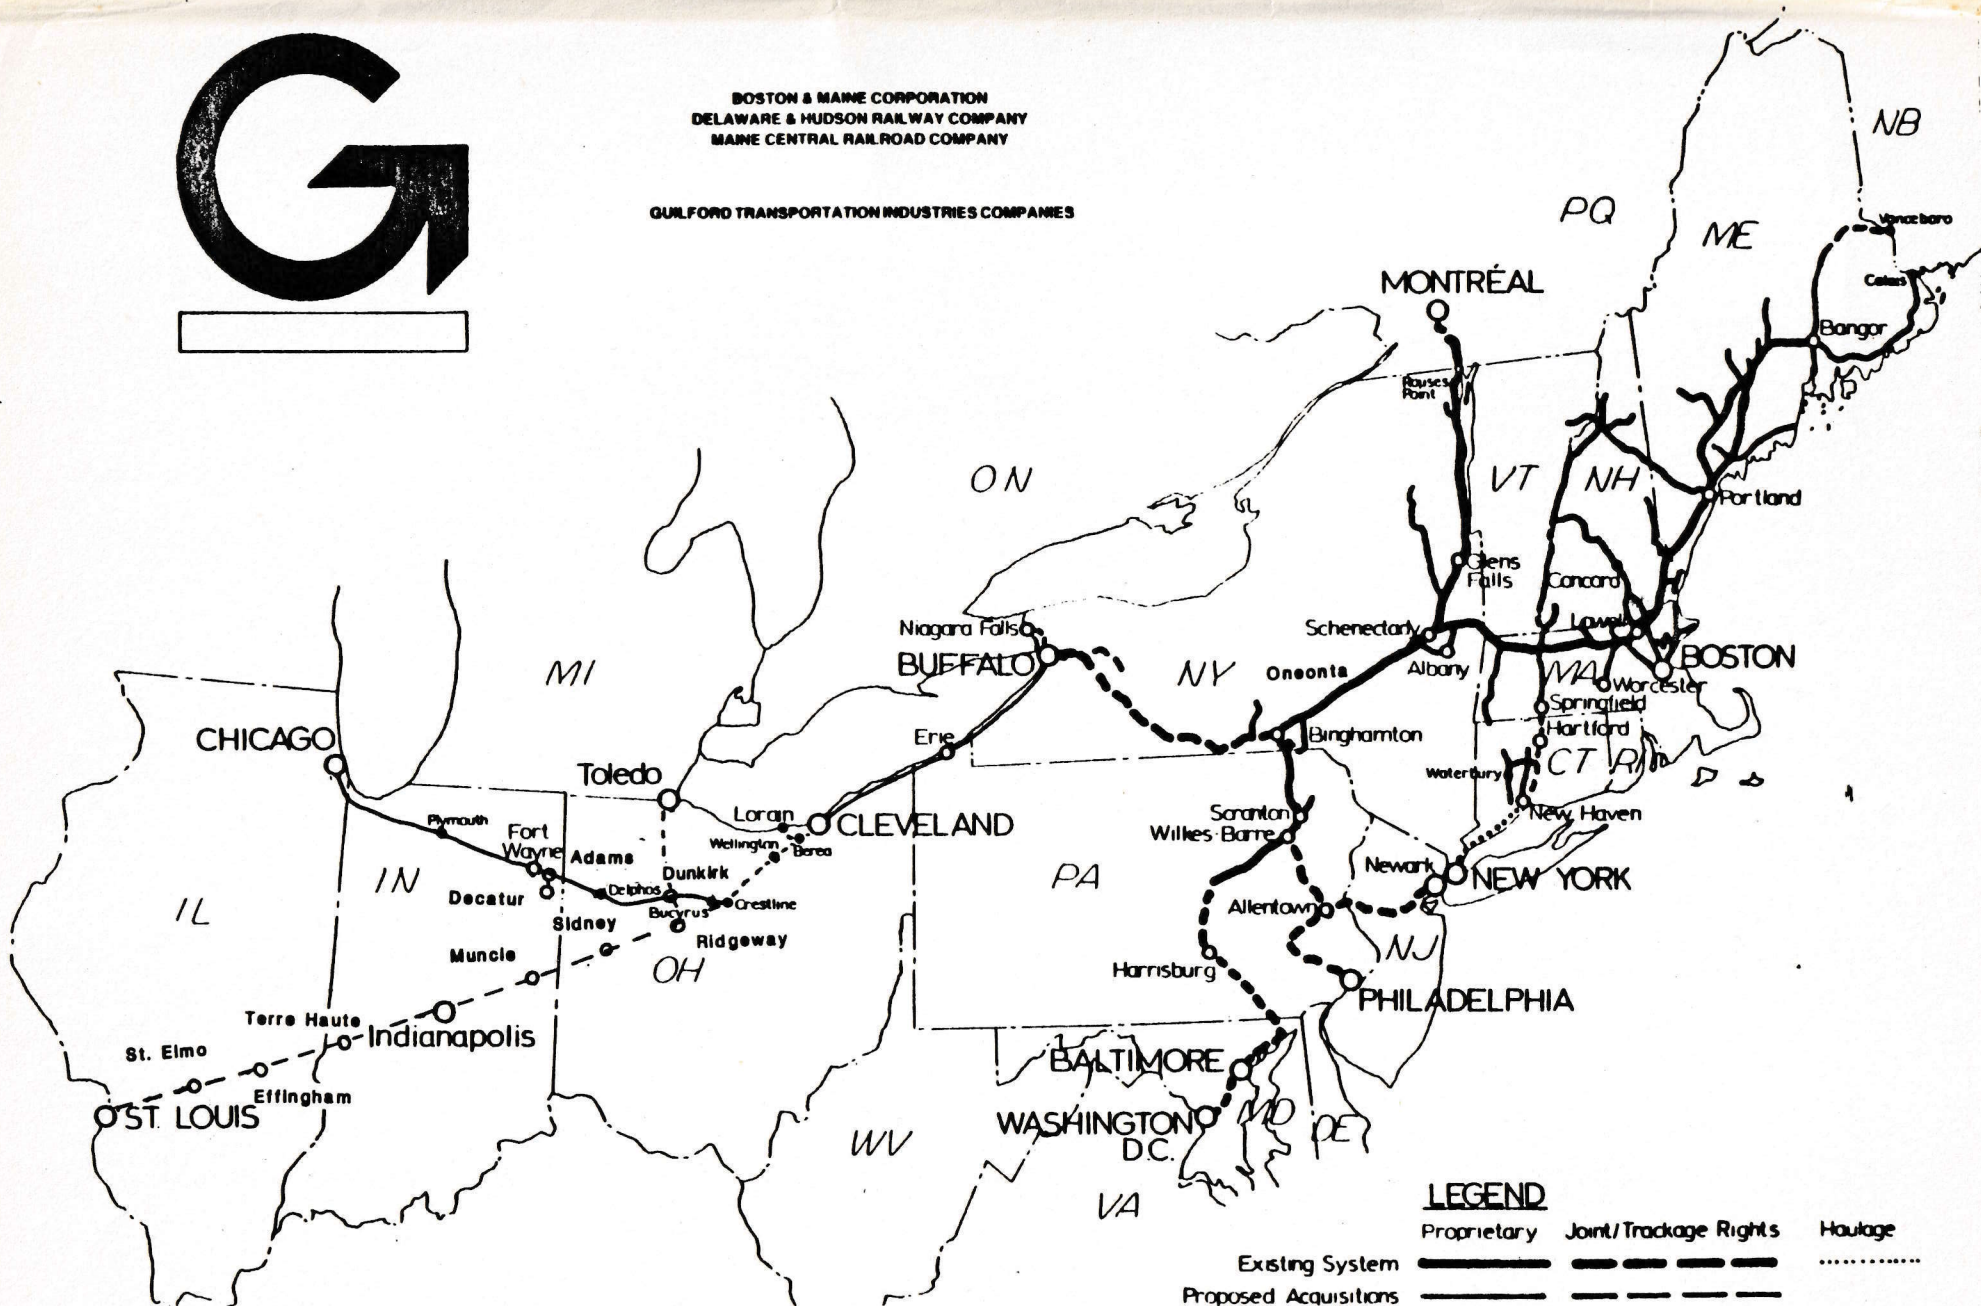 BOSTON & MAINE CORPORATION
DELAWARE & HUDSON RAILWAY COMPANY
MAINE CENTRAL RAILROAD COMPANY
GUILFORD TRANSPORTATION INDUSTRIES COMPANIES
NB
PQ
ME
Vanceboro
MONTRÉAL
Calais
Bangor
Rouses
Point
ON
VT
NH
Portland
Glens
Falls
Concord
Niagara Falls
Schenectady
Lowell
BUFFALO
Albany
BOSTON
MI
NY
Oneonta
MA
Worcester
Springfield
CHICAGO
Erie
Binghamton
Hartford
Toledo
Waterbury
CT
RI
Lorain
CLEVELAND
Scranton
New Haven
Plymouth
Fort
Wayne
Wellington
Berea
Wilkes-Barre
Adams
Dunkirk
Newark
NEW YORK
IL
IN
PA
Decatur
Delphos
Bucyrus
Crestline
Allentown
Sidney
Ridgeway
NJ
Muncie
OH
Harrisburg
PHILADELPHIA
Terre Haute
Indianapolis
St. Elmo
BALTIMORE
Effingham
ST. LOUIS
WASHINGTON
D.C.
MD
DE
WV
VA
LEGEND
Proprietary Joint/Trackage Rights Haulage
Existing System
Proposed Acquisitions